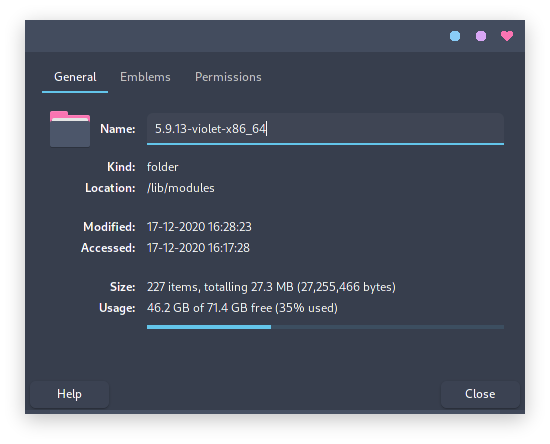 General Emblems Permissions
Name: 5.9.13-violet-x86_64
Kind: folder
Location: /lib/modules
Modified: 17-12-2020 16:28:23
Accessed: 17-12-2020 16:17:28
Size: 227 items, totalling 27.3 MB (27,255,466 bytes)
Usage: 46.2 GB of 71.4 GB free (35% used)
Help Close